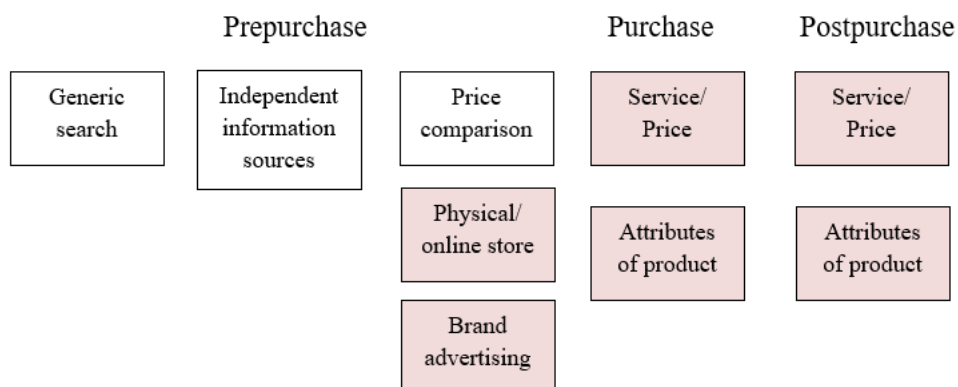 Prepurchase
Purchase
Postpurchase
Generic
search
Independent
information
sources
Price
comparison
Service/
Price
Service/
Price
Physical/
online store
Attributes
of product
Attributes
of product
Brand
advertising